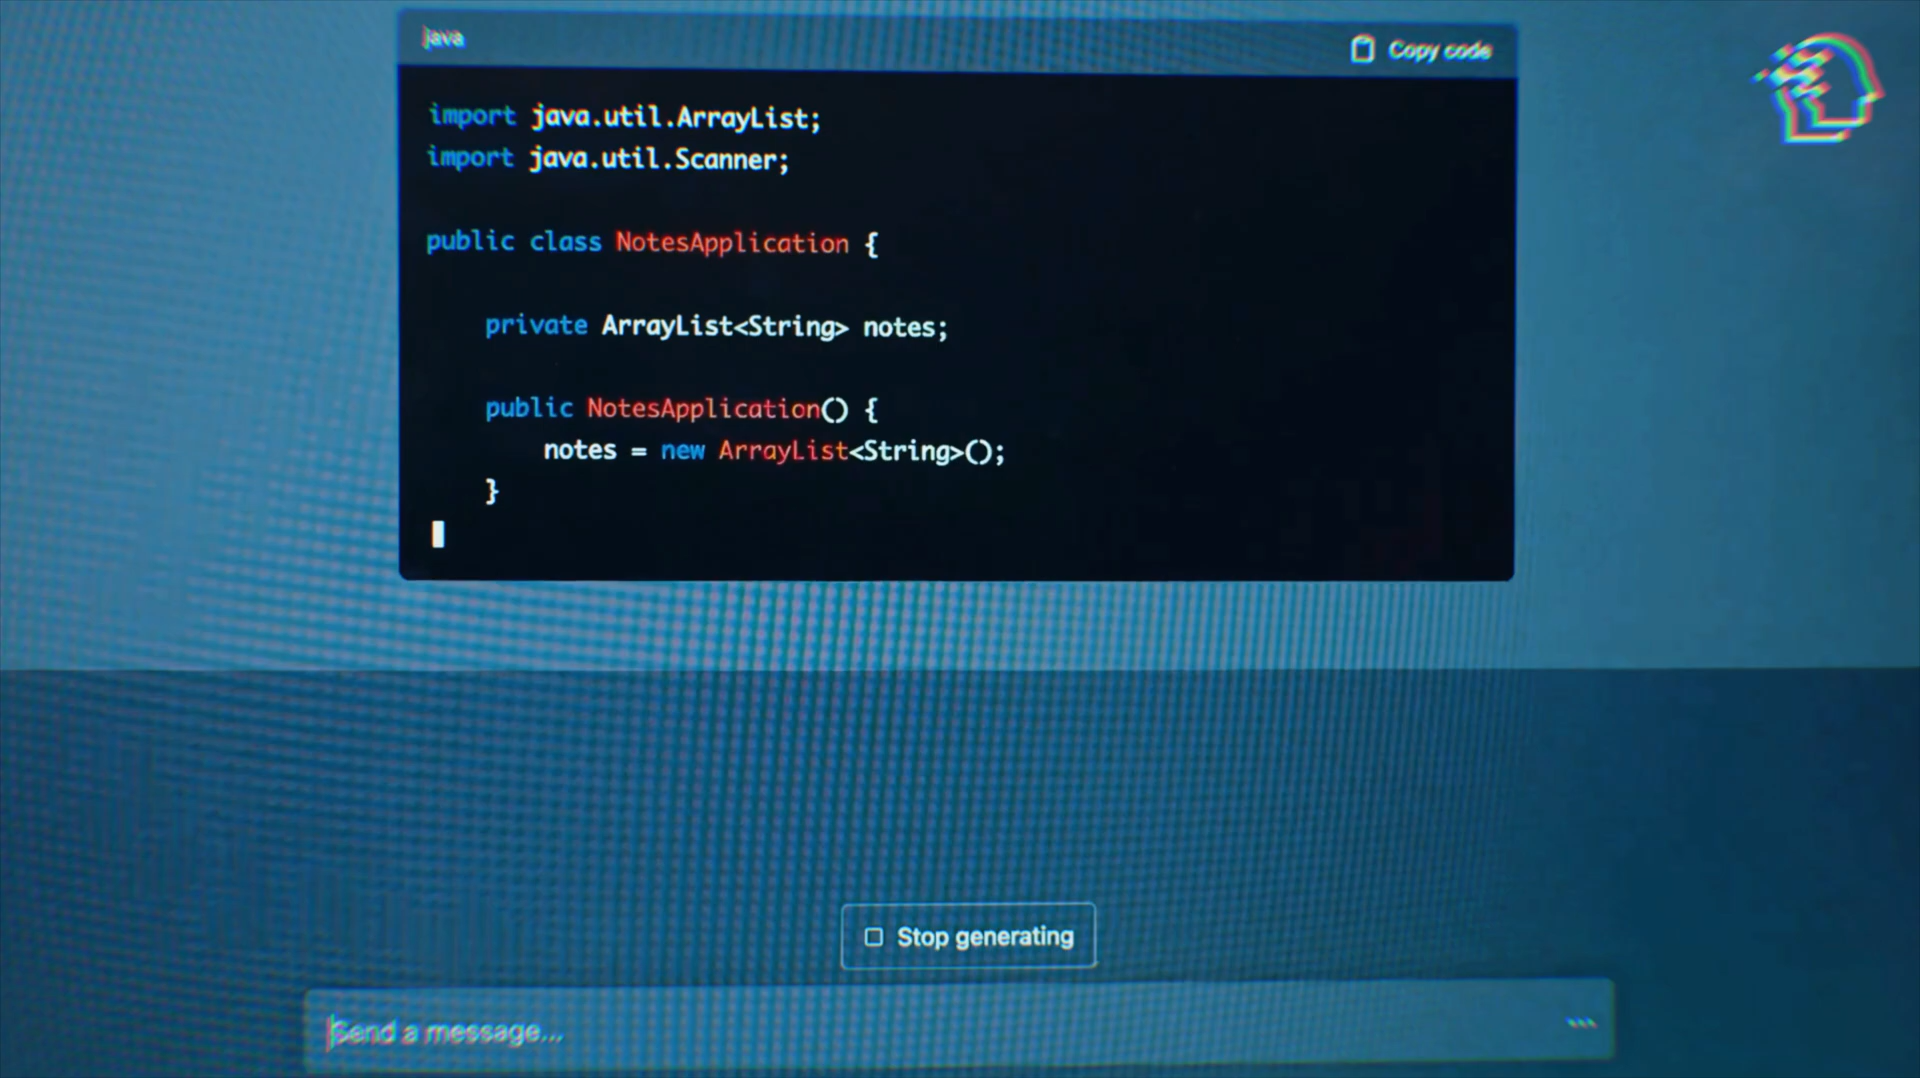 java
Copy code
import java.util.ArrayList;
import java.util.Scanner;
public class NotesApplication {
private ArrayList<String> notes;
public NotesApplication() {
notes = new ArrayList<String>();
}
Stop generating
Send a message...